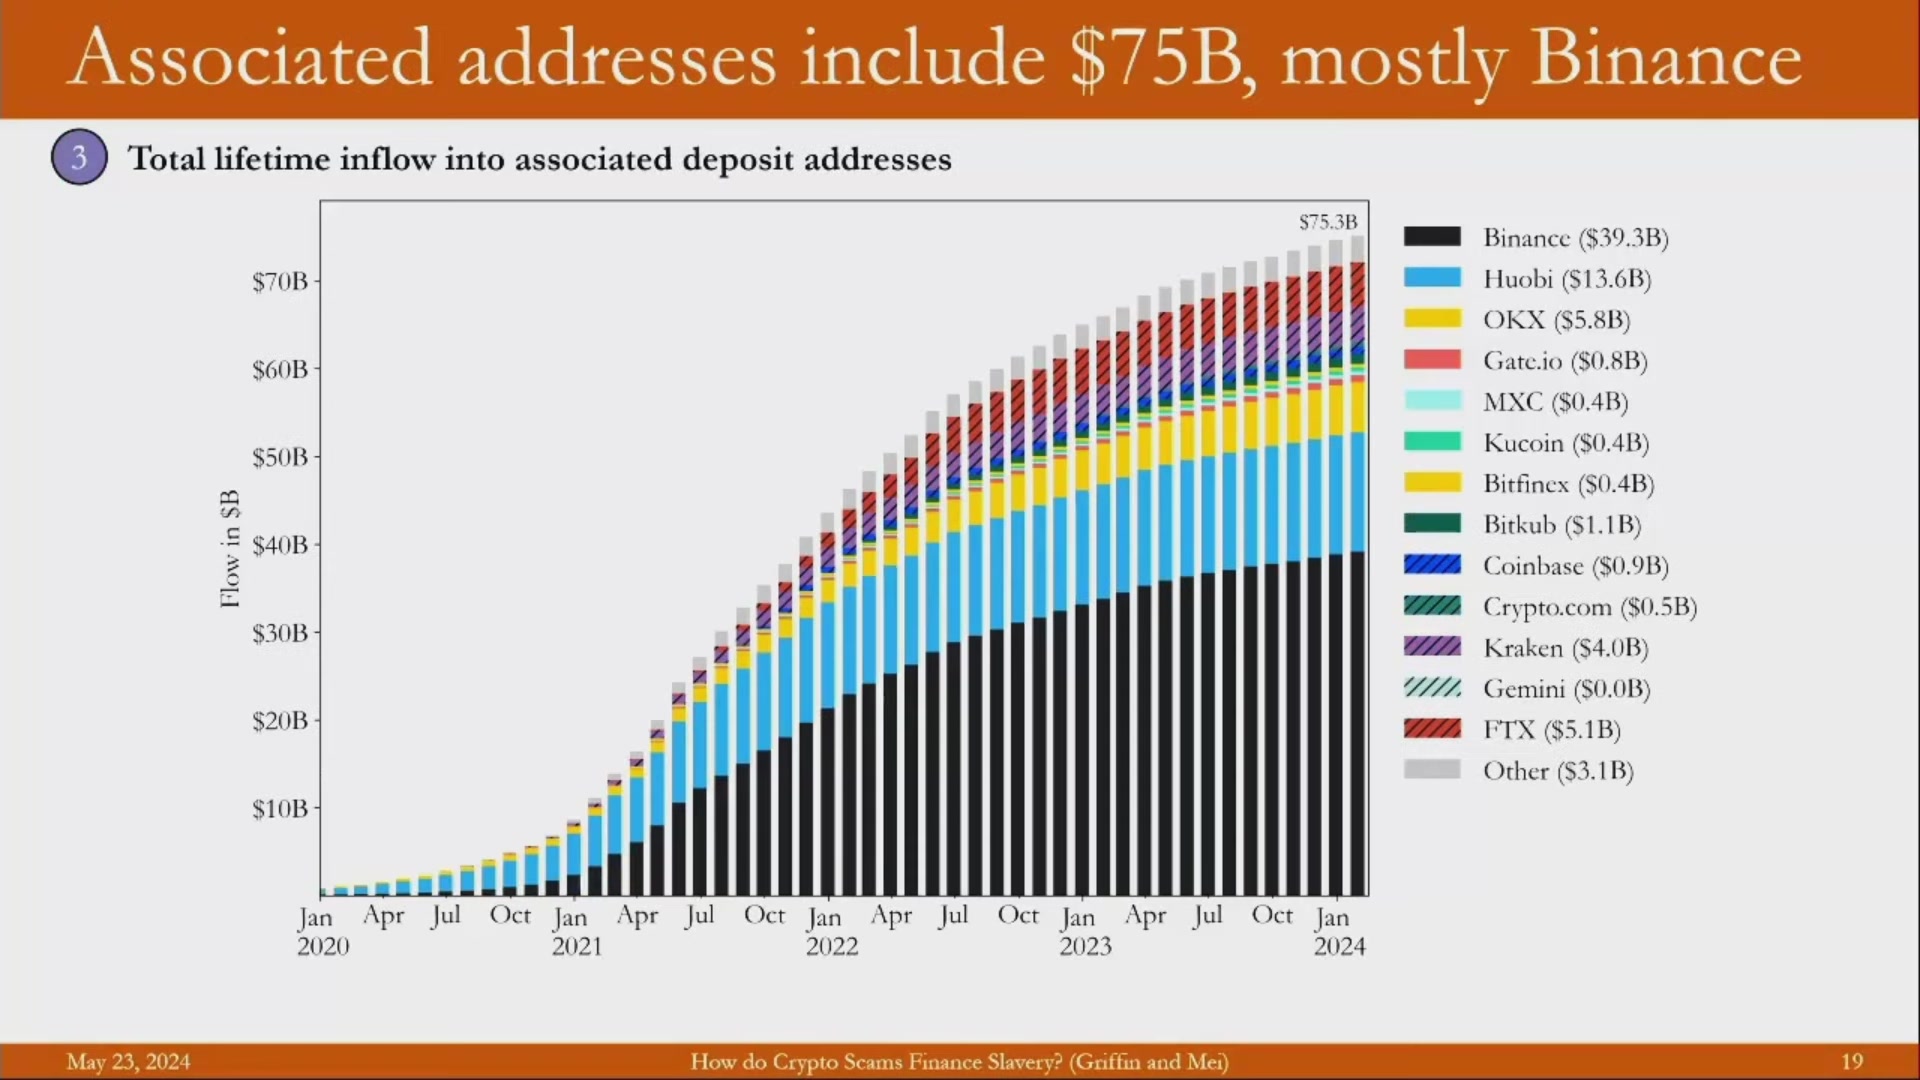 Associated addresses include $75B, mostly Binance
3 Total lifetime inflow into associated deposit addresses
$75.3B
$70B
$60B
$50B
$40B
$30B
$20B
$10B
Flow in $B
Jan Apr Jul Oct Jan Apr Jul Oct Jan Apr Jul Oct Jan Apr Jul Oct Jan
2020 2021 2022 2023 2024
Binance ($39.3B)
Huobi ($13.6B)
OKX ($5.8B)
Gate.io ($0.8B)
MXC ($0.4B)
Kucoin ($0.4B)
Bitfinex ($0.4B)
Bitkub ($1.1B)
Coinbase ($0.9B)
Crypto.com ($0.5B)
Kraken ($4.0B)
Gemini ($0.0B)
FTX ($5.1B)
Other ($3.1B)
May 23, 2024 How do Crypto Scams Finance Slavery? (Griffin and Mei) 19